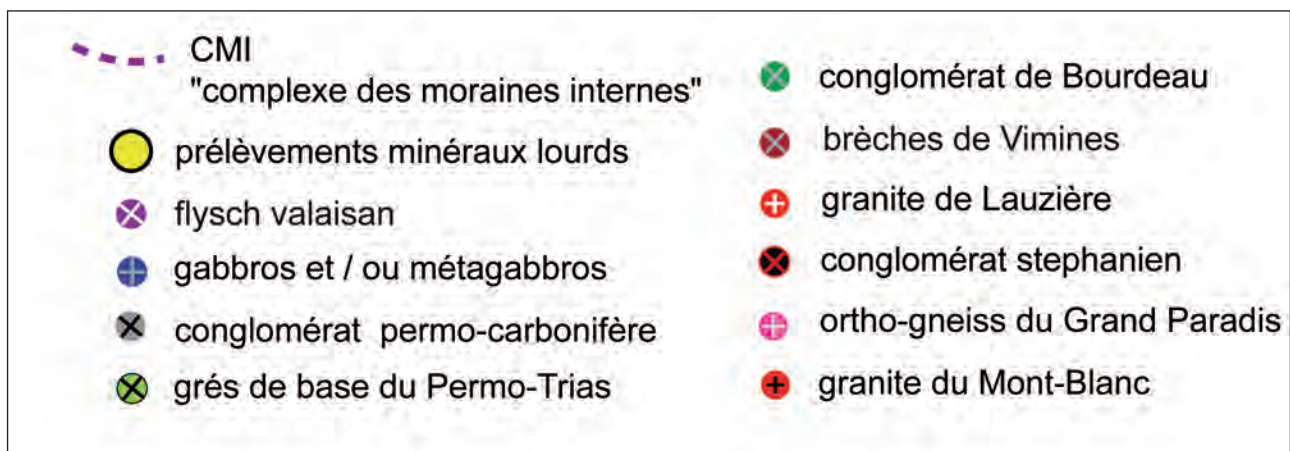 CMI
"complexe des moraines internes"
prélèvements minéraux lourds
flysch valaisan
gabbros et / ou métagabbros
conglomérat permo-carbonifère
grés de base du Permo-Trias
conglomérat de Bourdeau
brèches de Vimines
granite de Lauzière
conglomérat stephanien
ortho-gneiss du Grand Paradis
granite du Mont-Blanc